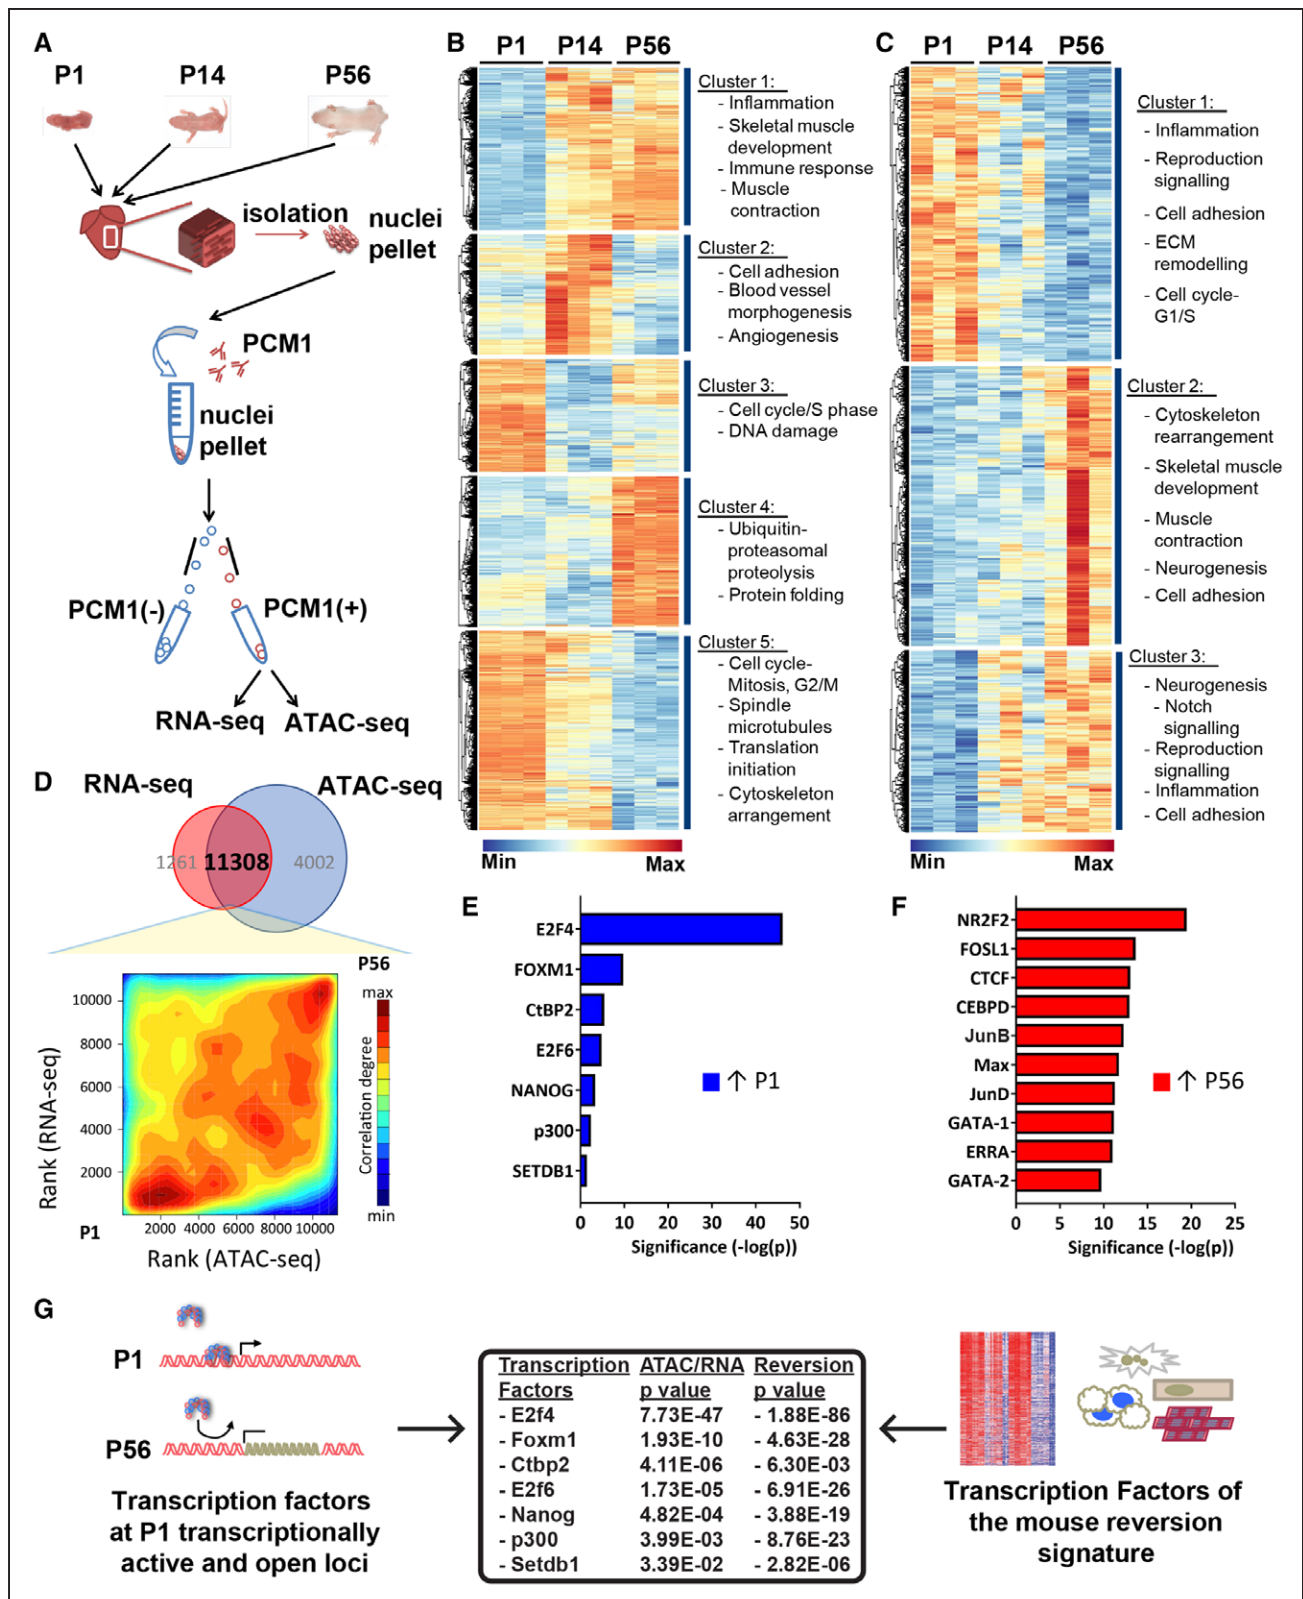 A
P1
P14
P56
isolation
nuclei
pellet
PCM1
nuclei
pellet
PCM1(-)
PCM1(+)
RNA-seq
ATAC-seq
B
P1
P14
P56
Cluster 1:
- Inflammation
- Skeletal muscle
development
- Immune response
- Muscle
contraction
Cluster 2:
- Cell adhesion
- Blood vessel
morphogenesis
- Angiogenesis
Cluster 3:
- Cell cycle/S phase
- DNA damage
Cluster 4:
- Ubiquitin-
proteasomal
proteolysis
- Protein folding
Cluster 5:
- Cell cycle-
Mitosis, G2/M
- Spindle
microtubules
- Translation
initiation
- Cytoskeleton
arrangement
Min
Max
C
P1
P14
P56
Cluster 1:
- Inflammation
- Reproduction
signalling
- Cell adhesion
- ECM
remodelling
- Cell cycle-
G1/S
Cluster 2:
- Cytoskeleton
rearrangement
- Skeletal muscle
development
- Muscle
contraction
- Neurogenesis
- Cell adhesion
Cluster 3:
- Neurogenesis
- Notch
signalling
- Reproduction
signalling
- Inflammation
- Cell adhesion
Min
Max
D
RNA-seq
ATAC-seq
1261
11308
4002
P56
max
Correlation degree
min
10000
8000
6000
4000
2000
Rank (RNA-seq)
P1
2000 4000 6000 8000 10000
Rank (ATAC-seq)
E
E2F4
FOXM1
CtBP2
E2F6
NANOG
p300
SETDB1
↑ P1
0 10 20 30 40 50
Significance (-log(p))
F
NR2F2
FOSL1
CTCF
CEBPD
JunB
Max
JunD
GATA-1
ERRA
GATA-2
↑ P56
0 5 10 15 20 25
Significance (-log(p))
G
P1
P56
Transcription factors
at P1 transcriptionally
active and open loci
Transcription ATAC/RNA Reversion
Factors p value p value
- E2f4 7.73E-47 - 1.88E-86
- Foxm1 1.93E-10 - 4.63E-28
- Ctbp2 4.11E-06 - 6.30E-03
- E2f6 1.73E-05 - 6.91E-26
- Nanog 4.82E-04 - 3.88E-19
- p300 3.99E-03 - 8.76E-23
- Setdb1 3.39E-02 - 2.82E-06
Transcription Factors of
the mouse reversion
signature